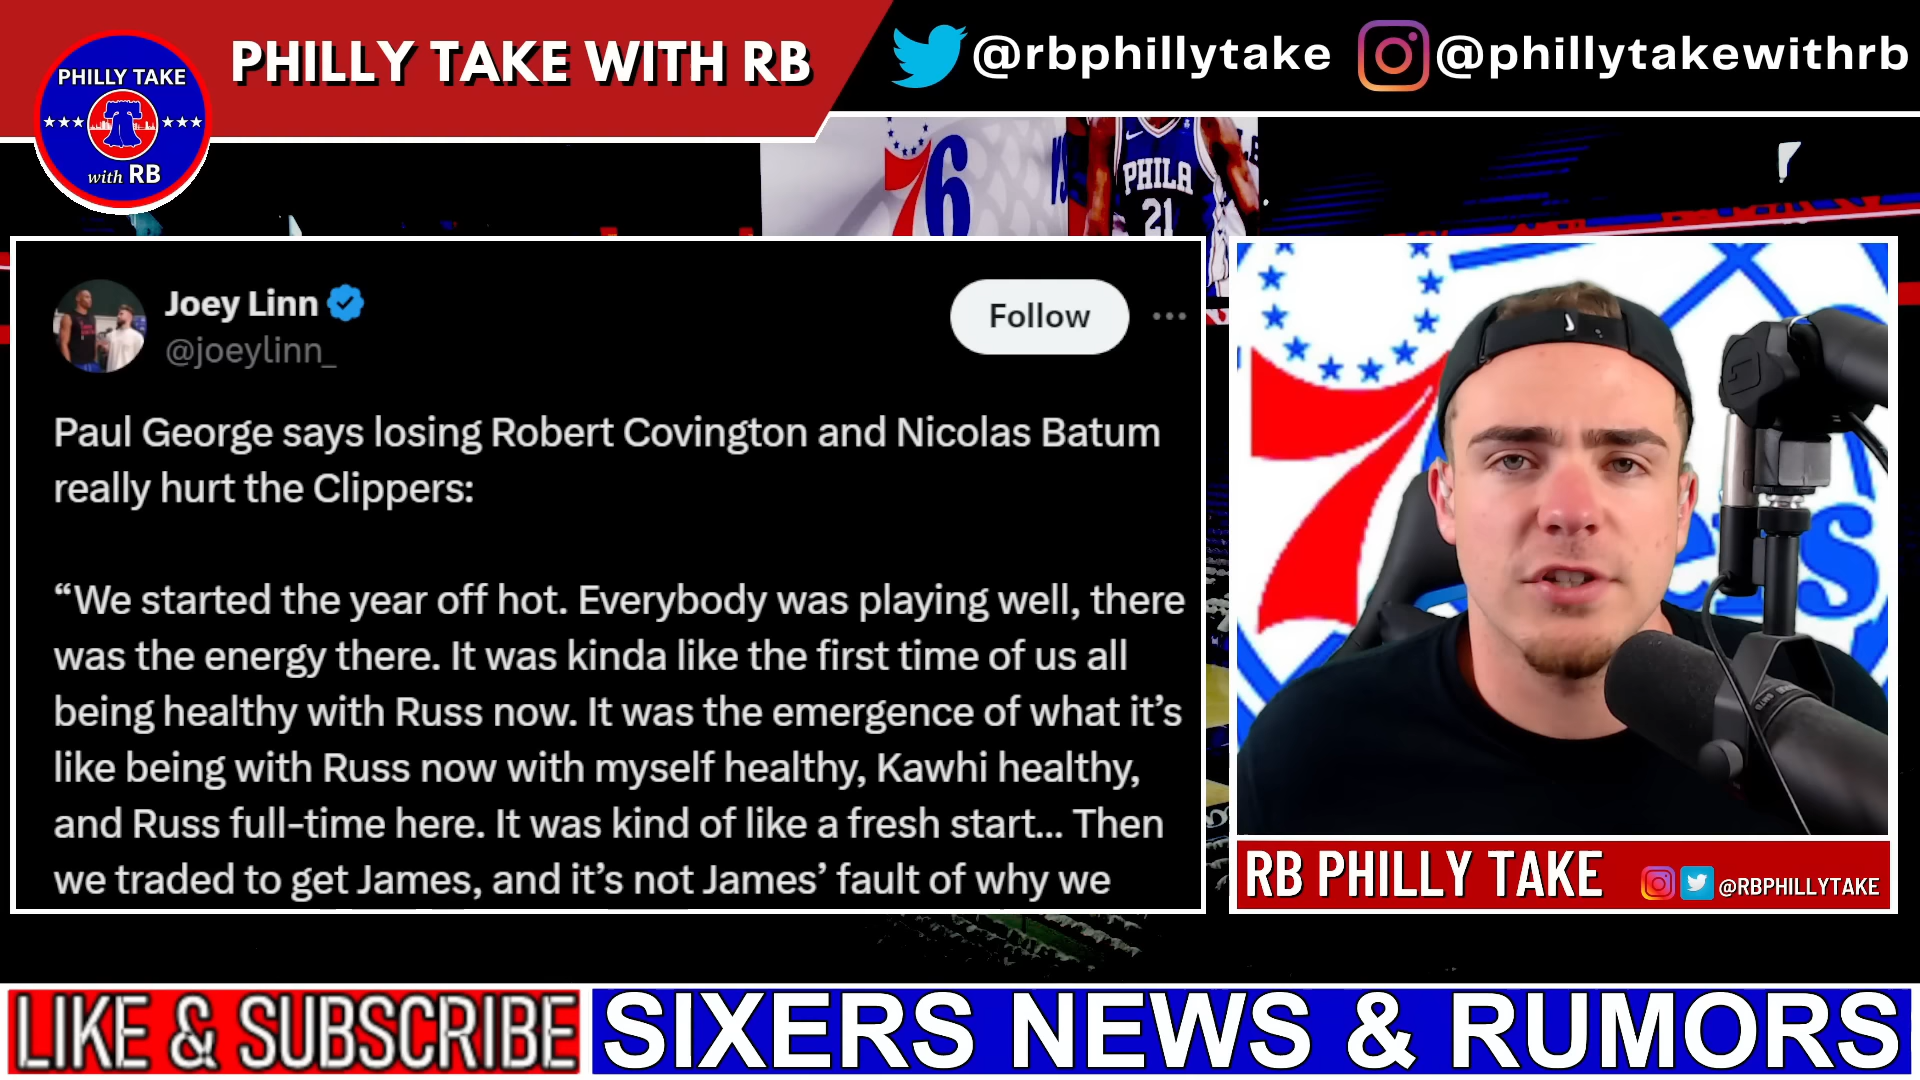 PHILLY TAKE WITH RB
@rbphillytake
@phillytakewithrb
PHILLY TAKE
with RB
76
PHILA
21
Joey Linn
@joeylinn_
Follow
Paul George says losing Robert Covington and Nicolas Batum
really hurt the Clippers:
“We started the year off hot. Everybody was playing well, there
was the energy there. It was kinda like the first time of us all
being healthy with Russ now. It was the emergence of what it’s
like being with Russ now with myself healthy, Kawhi healthy,
and Russ full-time here. It was kind of like a fresh start... Then
we traded to get James, and it’s not James’ fault of why we
7
ers
RB PHILLY TAKE
@RBPHILLYTAKE
LIKE & SUBSCRIBE
SIXERS NEWS & RUMORS